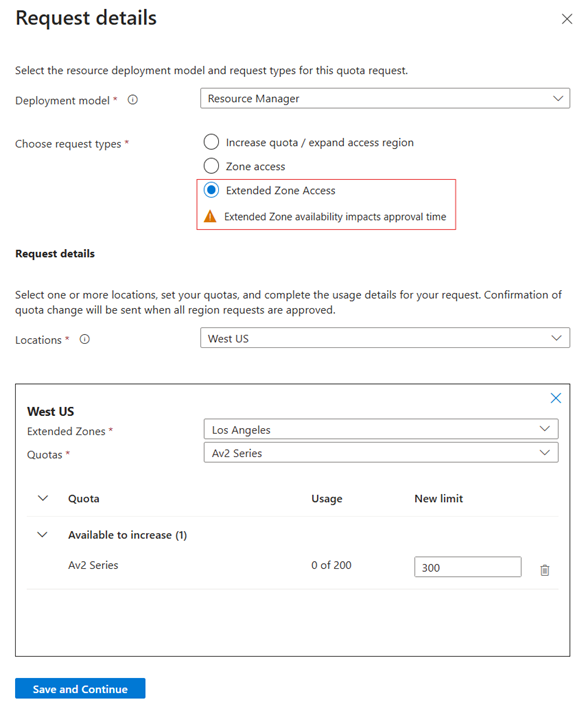 Request details
Select the resource deployment model and request types for this quota request.
Deployment model *
Resource Manager
Choose request types *
Increase quota / expand access region
Zone access
Extended Zone Access
Extended Zone availability impacts approval time
Request details
Select one or more locations, set your quotas, and complete the usage details for your request. Confirmation of
quota change will be sent when all region requests are approved.
Locations *
West US
West US
Extended Zones *
Los Angeles
Quotas *
Av2 Series
Quota Usage New limit
Available to increase (1)
Av2 Series 0 of 200 300
Save and Continue